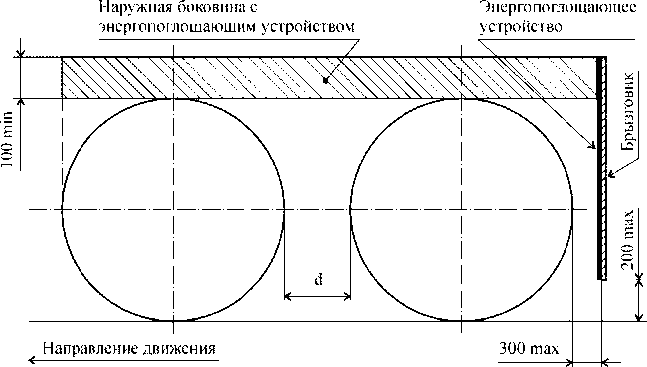 Наружная боковина с
энергопоглощающим устройством
Энергопоглощающее
устройство
100 min
Брызговик
200 max
d
Направление движения
300 max